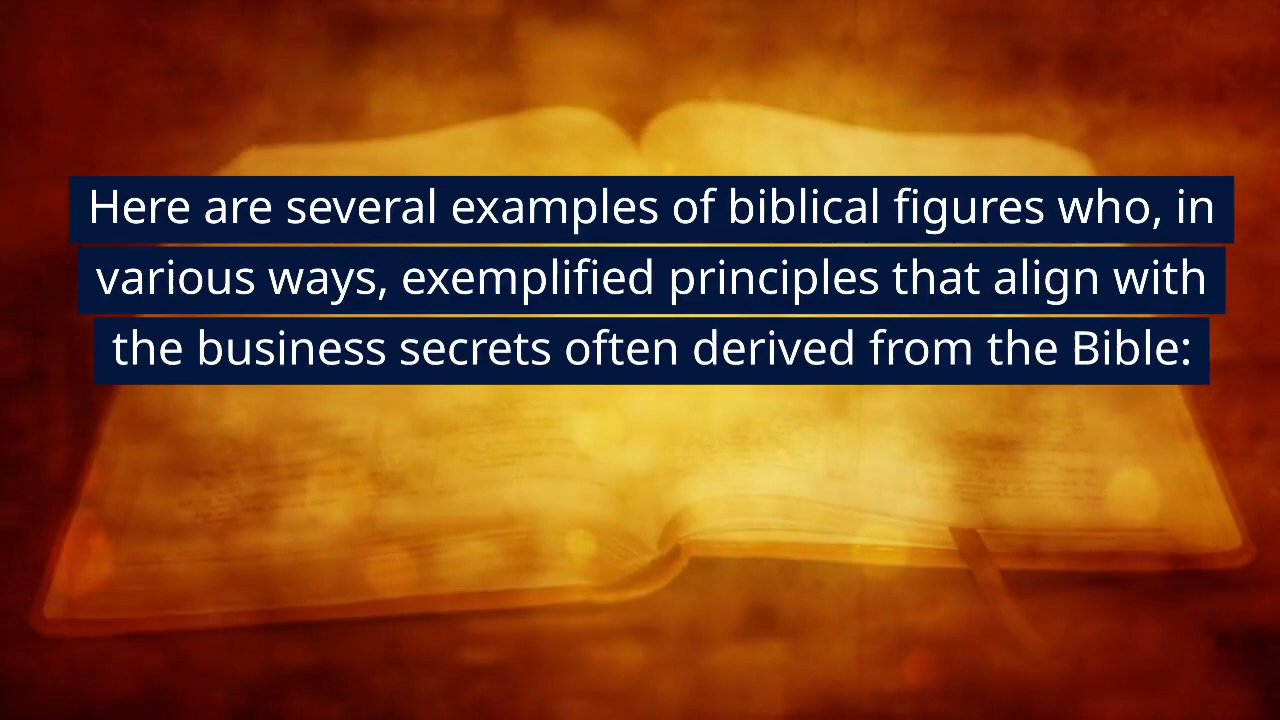 Here are several examples of biblical figures who, in
various ways, exemplified principles that align with
the business secrets often derived from the Bible: